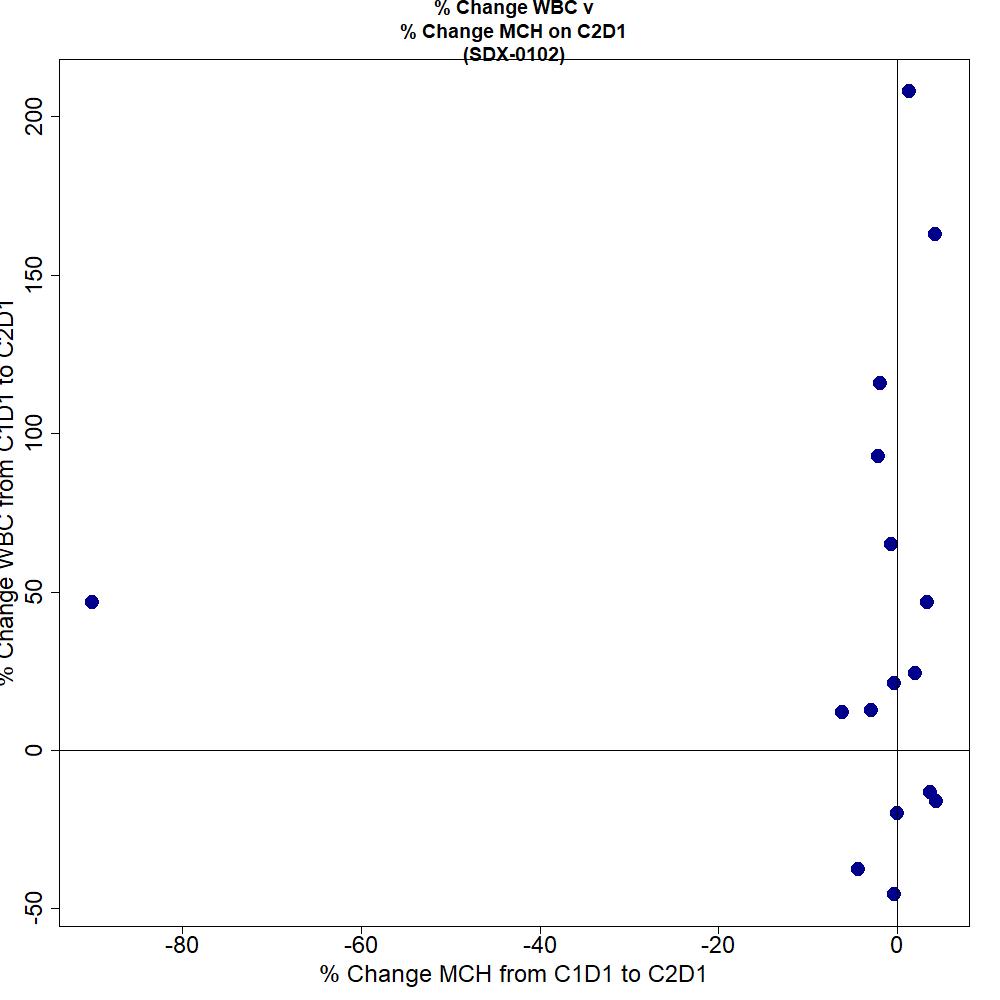 % Change WBC v
% Change MCH on C2D1
(SDX-0102)
% Change WBC from C1D1 to C2D1
200
150
100
50
0
-50
-80
-60
-40
-20
0
% Change MCH from C1D1 to C2D1